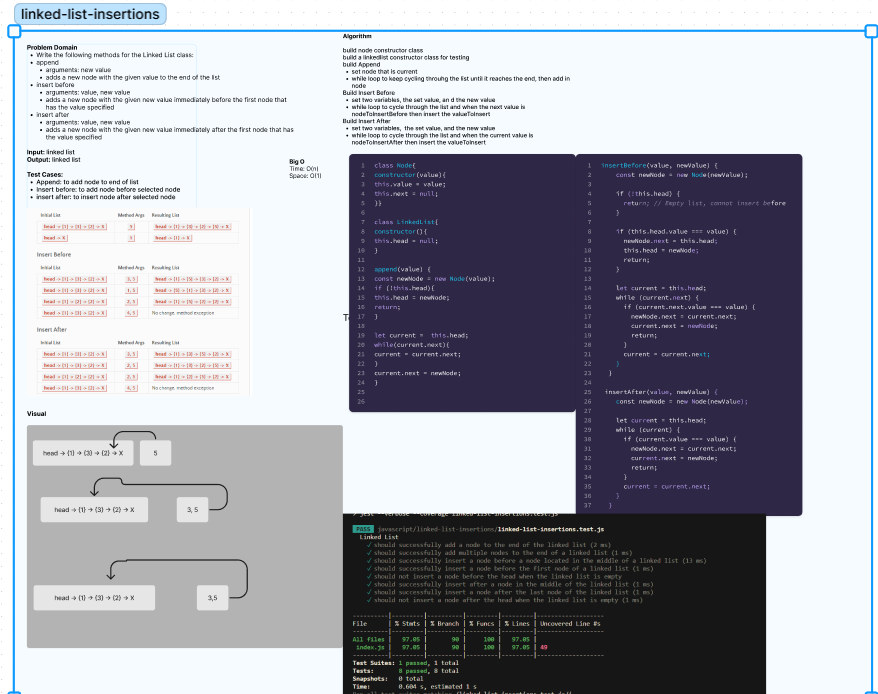 linked-list-insertions
Problem Domain
• Write the following methods for the Linked List class:
• append
• arguments: new value
• adds a new node with the given value to the end of the list
• insert before
• arguments: value, new value
• adds a new node with the given new value immediately before the first node that
has the value specified
• insert after
• arguments: value, new value
• adds a new node with the given new value immediately after the first node that has
the value specified
Input: linked list
Output: linked list
Test Cases:
• Append: to add node to end of list
• Insert before: to add node before selected node
• insert after: to insert node after selected node
Big O
Time: O(n)
Space: O(1)
Initial List Method Args Resulting List
head -> {1} -> {3} -> {2} -> X 5 head -> {1} -> {3} -> {2} -> {5} -> X
head -> X 1 head -> {1} -> X
Insert Before
Initial List Method Args Resulting List
head -> {1} -> {3} -> {2} -> X 3, 5 head -> {1} -> {5} -> {3} -> {2} -> X
head -> {1} -> {3} -> {2} -> X 1, 5 head -> {5} -> {1} -> {3} -> {2} -> X
head -> {1} -> {3} -> {2} -> X 2, 5
head -> {1} -> {3} -> {2} -> X 4, 5 No change, method exception
Insert After
Initial List Method Args Resulting List
head -> {1} -> {3} -> {2} -> X 3, 5 head -> {1} -> {3} -> {5} -> {2} -> X
head -> {1} -> {3} -> {2} -> X 2, 5
head -> {1} -> {3} -> {2} -> X 2, 5
head -> {1} -> {3} -> {2} -> X 4, 5 No change, method exception
Visual
head -> {1} -> {3} -> {2} -> X 5
head -> {1} -> {3} -> {2} -> X 3, 5
head -> {1} -> {3} -> {2} -> X 3,5
Algorithm
build node constructor class
build a linkedlist constructor class for testing
build Append
• set node that is current
• while loop to keep cycling throuhg the list until it reaches the end, then add in
node
Build Insert Before
• set two variables, the set value, an d the new value
• while loop to cycle through the list and when the next value is
nodeToInsertBefore then insert the valueToInsert
Build Insert After
• set two variables, the set value, and the new value
• while loop to cycle through the list and when the current value is
nodeToInsertAfter then insert the valueToInsert
1 class Node{
2 constructor(value){
3 this.value = value;
4 this.next = null;
5 }}
6
7 class LinkedList{
8 constructor(){
9 this.head = null;
10 }
11
12 append(value) {
13 const newNode = new Node(value);
14 if (!this.head){
15 this.head = newNode;
16 return;
17 }
18
19 let current = this.head;
20 while(current.next){
21 current = current.next;
22 }
23 current.next = newNode;
24 }
25
26
1 insertBefore(value, newValue) {
2 const newNode = new Node(newValue);
3
4 if (!this.head) {
5 return; // Empty list, cannot insert before
6 }
7
8 if (this.head.value === value) {
9 newNode.next = this.head;
10 this.head = newNode;
11 return;
12 }
13
14 let current = this.head;
15 while (current.next) {
16 if (current.next.value === value) {
17 newNode.next = current.next;
18 current.next = newNode;
19 return;
20 }
21 current = current.next;
22 }
23 }
24
25 insertAfter(value, newValue) {
26 const newNode = new Node(newValue);
27
28 let current = this.head;
29 while (current) {
30 if (current.value === value) {
31 newNode.next = current.next;
32 current.next = newNode;
33 return;
34 }
35 current = current.next;
36 }
37 }
> jest --verbose --coverage linked-list-insertions.test.js
PASS javascript/linked-list-insertions/linked-list-insertions.test.js
Linked List
√ should successfully add a node to the end of the linked list (2 ms)
√ should successfully add multiple nodes to the end of a linked list (1 ms)
√ should successfully insert a node before a node located in the middle of a linked list (13 ms)
√ should successfully insert a node before the first node of a linked list (1 ms)
√ should not insert a node before the head when the linked list is empty
√ should successfully insert after a node in the middle of the linked list (1 ms)
√ should successfully insert a node after the last node of the linked list (1 ms)
√ should not insert a node after the head when the linked list is empty (1 ms)
File | % Stmts | % Branch | % Funcs | % Lines | Uncovered Line #s
All files | 97.05 | 90 | 100 | 97.05 |
index.js | 97.05 | 90 | 100 | 97.05 | 49
Test Suites: 1 passed, 1 total
Tests: 8 passed, 8 total
Snapshots: 0 total
Time: 0.604 s, estimated 1 s